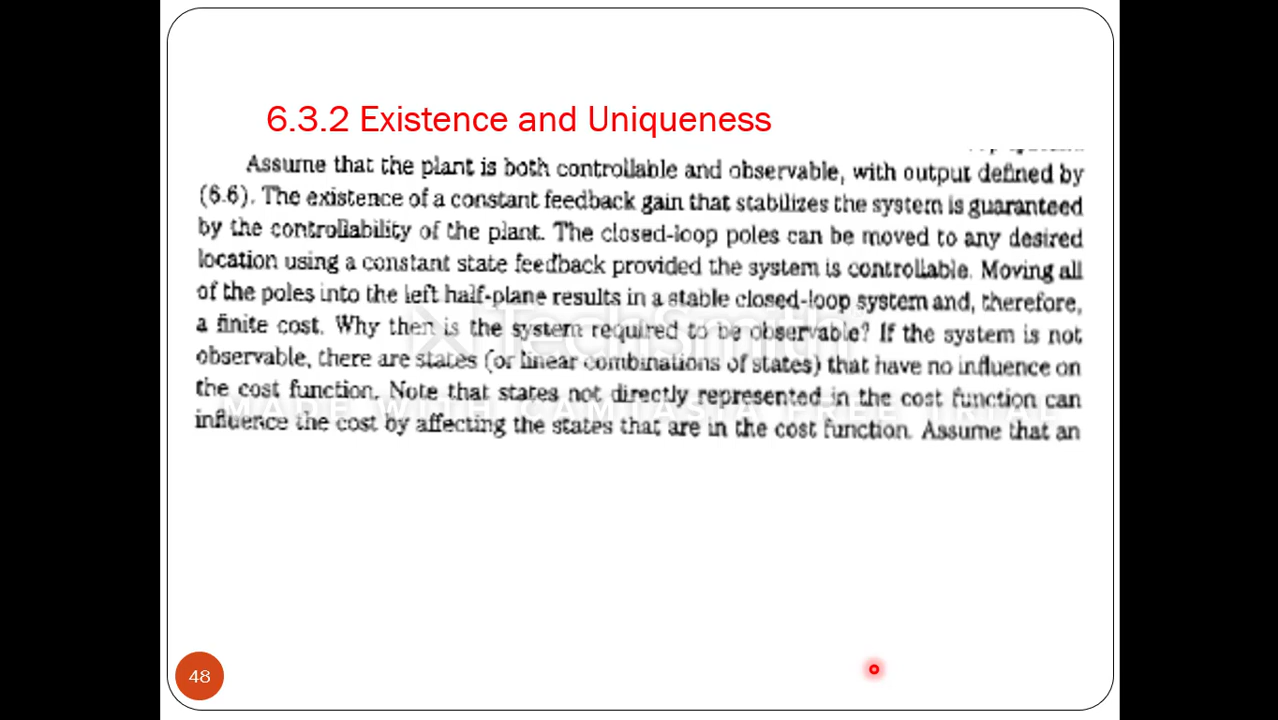 6.3.2 Existence and Uniqueness
Assume that the plant is both controllable and observable, with output defined by
(6.6). The existence of a constant feedback gain that stabilizes the system is guaranteed
by the controllability of the plant. The closed-loop poles can be moved to any desired
location using a constant state feedback provided the system is controllable. Moving all
of the poles into the left half-plane results in a stable closed-loop system and, therefore,
a finite cost. Why then is the system required to be observable? If the system is not
observable, there are states (or linear combinations of states) that have no influence on
the cost function. Note that states not directly represented in the cost function can
influence the cost by affecting the states that are in the cost function. Assume that an
TechSmith
MADE WITH CAMTASIA FREE TRIAL
48